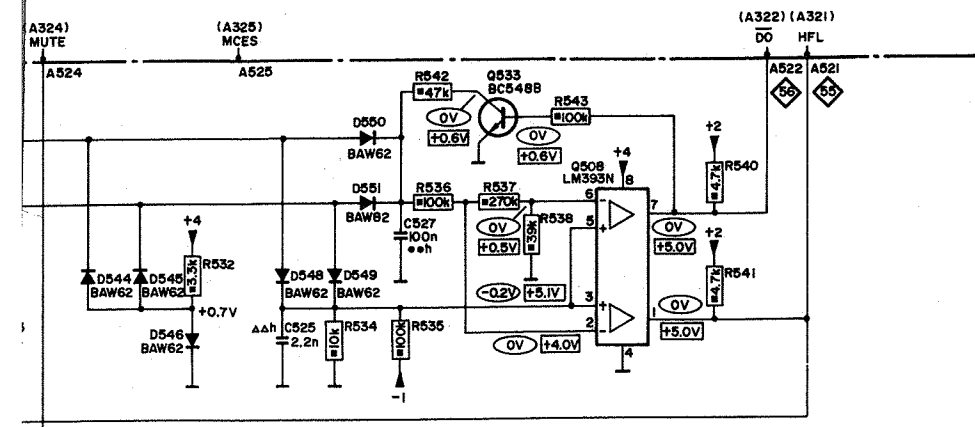 (A324)
MUTE
(A325)
MCES
(A322) (A321)
DO HFL
A524
A525
A522
A521
56
55
R542
■47k
Q533
BC548B
0V
+0.6V
R543
■100k
0V
+0.6V
D550
BAW62
D551
BAW82
R536
■100k
R537
■270k
Q508
LM393N
+4
8
+2
R540
■4.7k
C527
100n
●●h
0V
+0.5V
R538
■39k
6
-
5
+
7
0V
+5.0V
+2
R541
■4.7k
+4
R532
■3.3k
D544
BAW62
D545
BAW62
D548
BAW62
D549
BAW62
-0.2V
+5.1V
3
+
2
-
1
0V
+5.0V
+0.7V
D546
BAW62
△△h
C525
2.2n
R534
■10k
R535
■100k
0V
+4.0V
4
-1